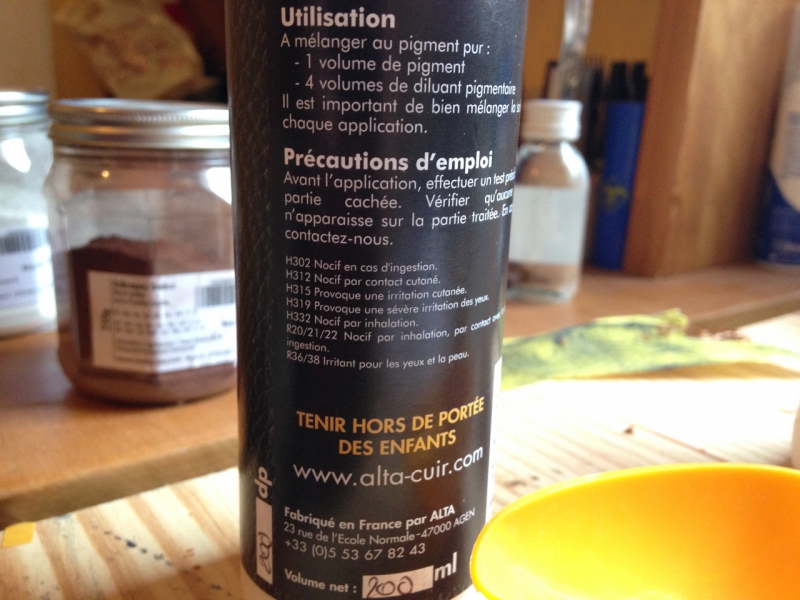 Utilisation
A mélanger au pigment pur :
- 1 volume de pigment
- 4 volumes de diluant pigmentaire
Il est important de bien mélanger
chaque application.
Précautions d'emploi
Avant l'application, effectuer un test
partie cachée. Vérifier
n'apparaisse sur la partie traitée. En
contactez-nous.
H302 Nocif en cas d'ingestion.
H312 Nocif par contact cutané.
H315 Provoque une irritation cutanée.
H319 Provoque une sévère irritation des yeux.
H332 Nocif par inhalation.
R20/21/22 Nocif par inhalation, par contact
ingestion.
R36/38 Irritant pour les yeux et la peau.
TENIR HORS DE PORTÉE
DES ENFANTS
www.alta-cuir.com
Fabriqué en France par ALTA
23 rue de l'Ecole Normale-47000 AGEN
+33 (0)5 53 67 82 43
Volume net : 200 ml
dp